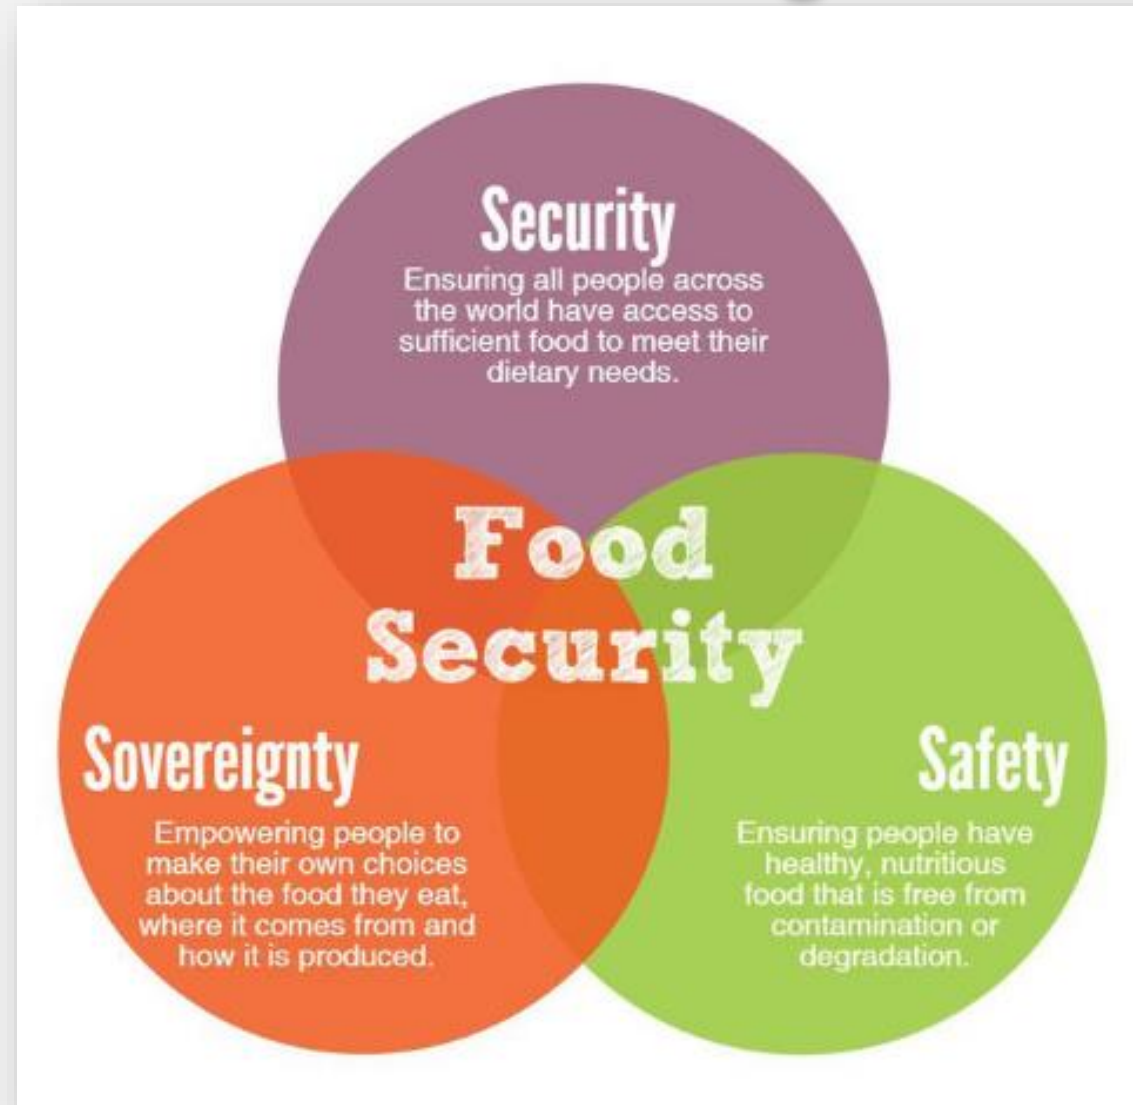 Security
Ensuring all people across
the world have access to
sufficient food to meet their
dietary needs.
Food
Security
Sovereignty
Empowering people to
make their own choices
about the food they eat,
where it comes from and
how it is produced.
Safety
Ensuring people have
healthy, nutritious
food that is free from
contamination or
degradation.